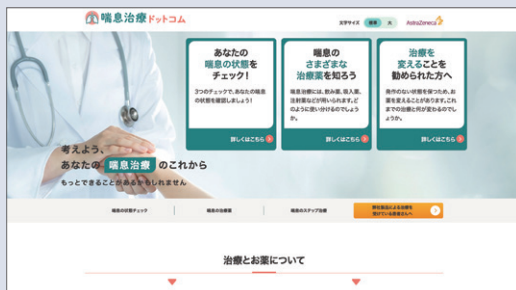 喘息治療ドットコム
文字サイズ 標準 大 AstraZeneca
あなたの
喘息の状態を
チェック！
3つのチェックで、あなたの喘息
の状態を確認しましょう！
詳しくはこちら
喘息の
さまざまな
治療薬を知ろう
喘息治療には、飲み薬、吸入薬、
注射薬などが用いられます。ど
のように使い分けるのでしょう
か。
詳しくはこちら
治療を
変えることを
勧められた方へ
発作のない状態を保つため、お
薬を変えることがあります。これ
までの治療と何が変わるのでし
ょうか。
詳しくはこちら
考えよう、
あなたの 喘息治療 のこれから
もっとできることがあるかもしれません
喘息の状態チェック
喘息の治療薬
喘息のステップ治療
受けている患者さんへ
治療とお薬について